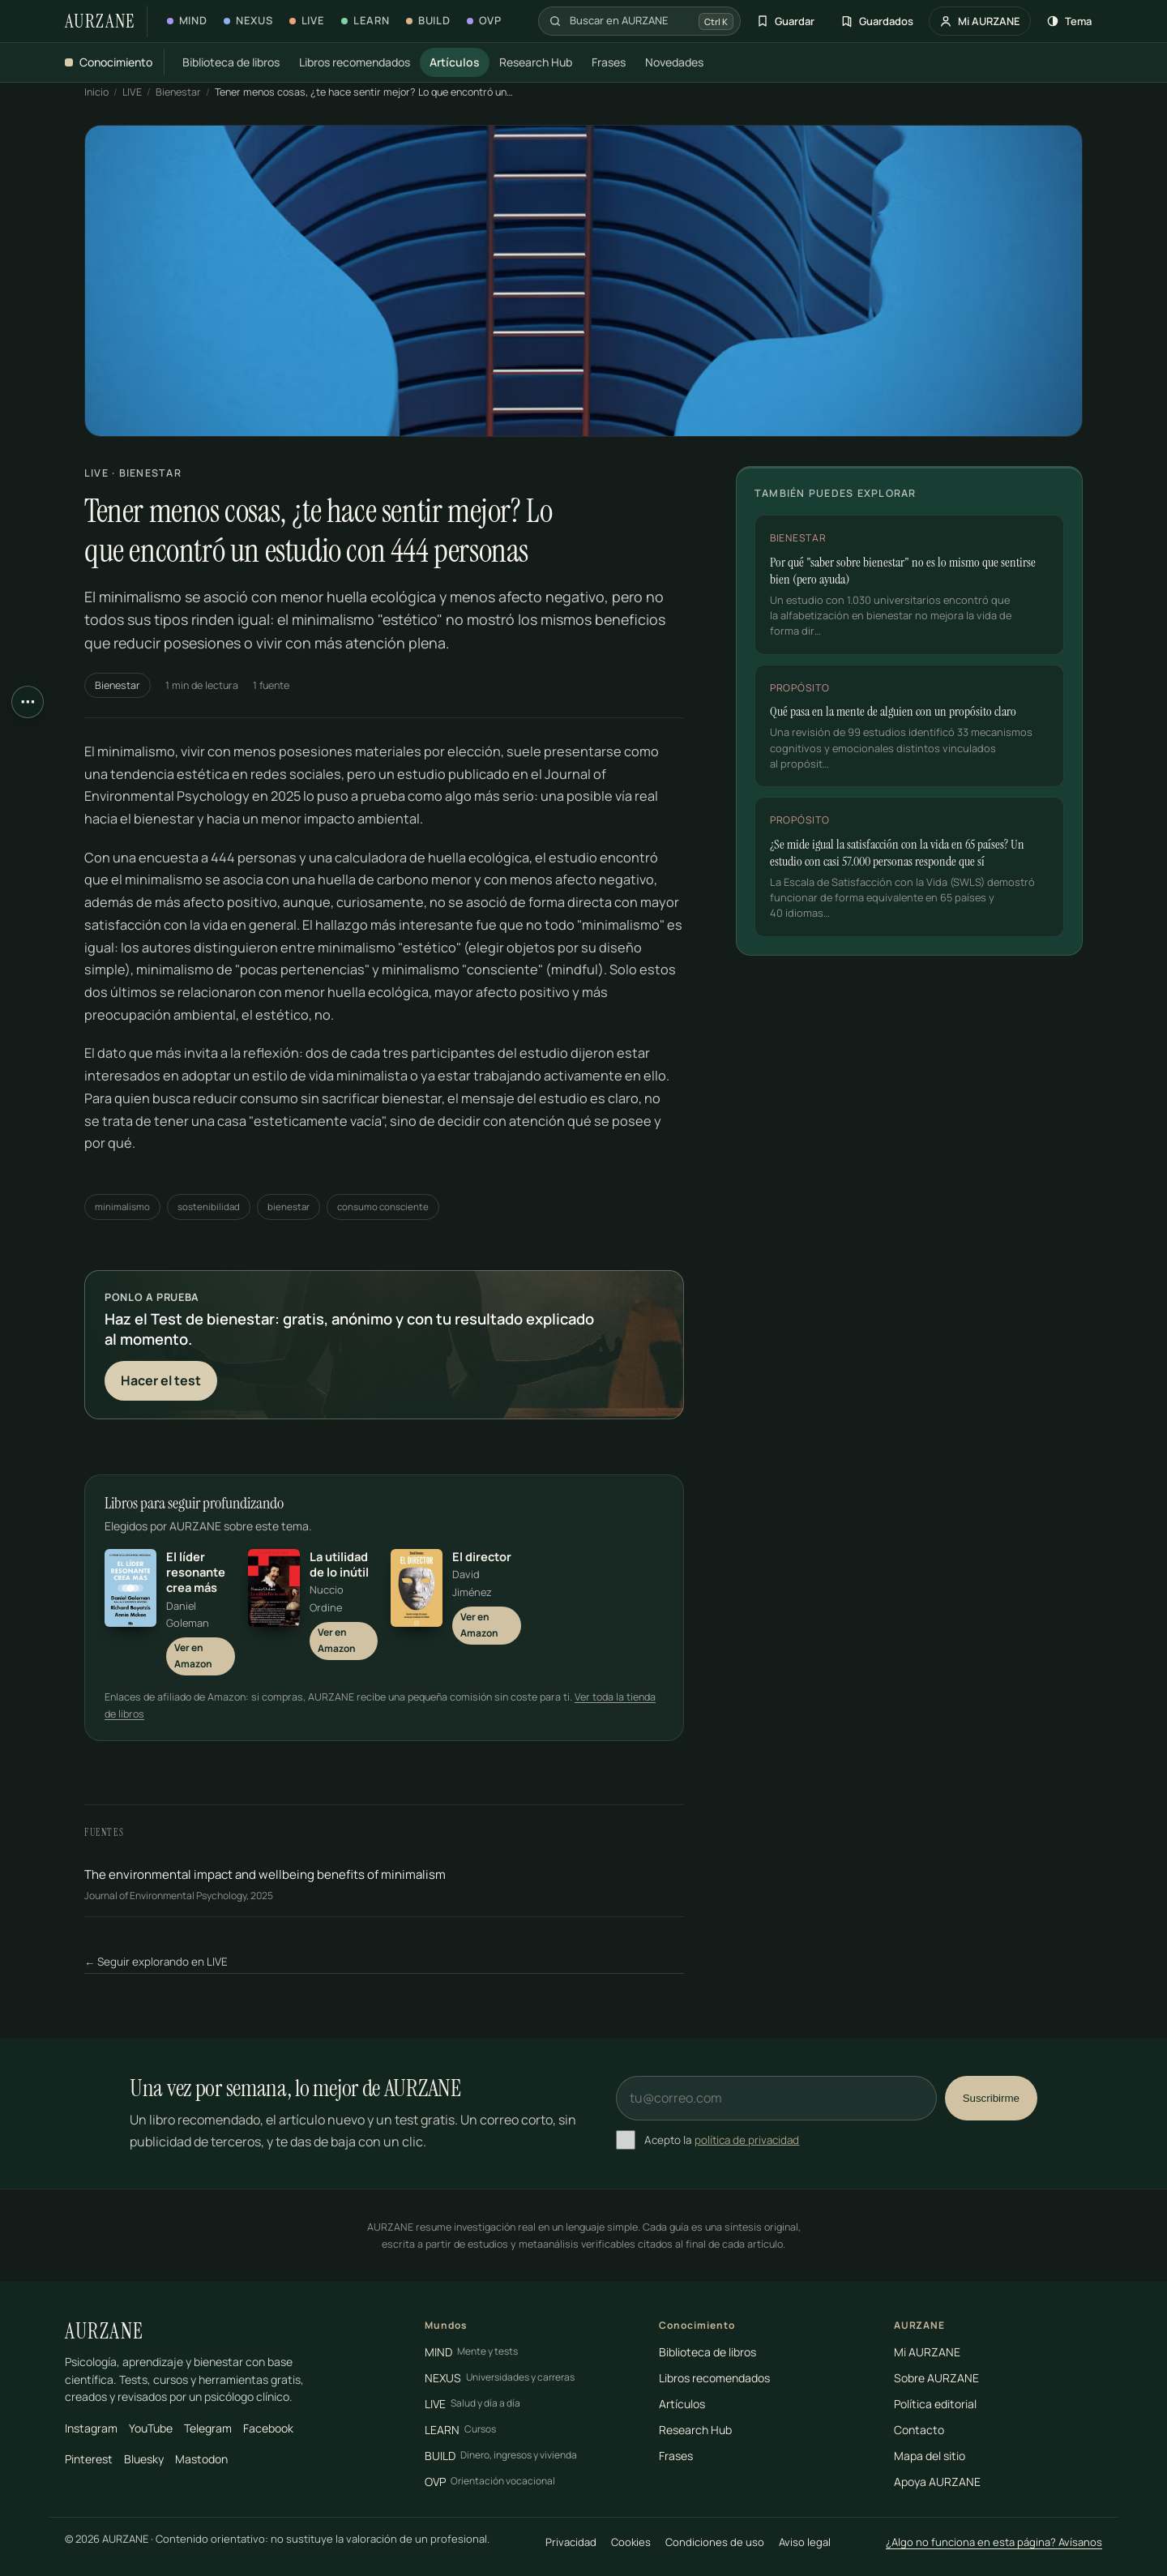 AURZANE
MIND
NEXUS
LIVE
LEARN
BUILD
OVP
Buscar en AURZANE
Ctrl K
Guardar
Guardados
Mi AURZANE
Tema
Conocimiento
Biblioteca de libros
Libros recomendados
Artículos
Research Hub
Frases
Novedades
Inicio / LIVE / Bienestar / Tener menos cosas, ¿te hace sentir mejor? Lo que encontró un…
LIVE · BIENESTAR
Tener menos cosas, ¿te hace sentir mejor? Lo
que encontró un estudio con 444 personas
El minimalismo se asoció con menor huella ecológica y menos afecto negativo, pero no
todos sus tipos rinden igual: el minimalismo "estético" no mostró los mismos beneficios
que reducir posesiones o vivir con más atención plena.
Bienestar
1 min de lectura
1 fuente
El minimalismo, vivir con menos posesiones materiales por elección, suele presentarse como
una tendencia estética en redes sociales, pero un estudio publicado en el Journal of
Environmental Psychology en 2025 lo puso a prueba como algo más serio: una posible vía real
hacia el bienestar y hacia un menor impacto ambiental.
Con una encuesta a 444 personas y una calculadora de huella ecológica, el estudio encontró
que el minimalismo se asocia con una huella de carbono menor y con menos afecto negativo,
además de más afecto positivo, aunque, curiosamente, no se asoció de forma directa con mayor
satisfacción con la vida en general. El hallazgo más interesante fue que no todo "minimalismo" es
igual: los autores distinguieron entre minimalismo "estético" (elegir objetos por su diseño
simple), minimalismo de "pocas pertenencias" y minimalismo "consciente" (mindful). Solo estos
dos últimos se relacionaron con menor huella ecológica, mayor afecto positivo y más
preocupación ambiental, el estético, no.
El dato que más invita a la reflexión: dos de cada tres participantes del estudio dijeron estar
interesados en adoptar un estilo de vida minimalista o ya estar trabajando activamente en ello.
Para quien busca reducir consumo sin sacrificar bienestar, el mensaje del estudio es claro, no
se trata de tener una casa "esteticamente vacía", sino de decidir con atención qué se posee y
por qué.
minimalismo
sostenibilidad
bienestar
consumo consciente
TAMBIÉN PUEDES EXPLORAR
BIENESTAR
Por qué "saber sobre bienestar" no es lo mismo que sentirse
bien (pero ayuda)
Un estudio con 1.030 universitarios encontró que
la alfabetización en bienestar no mejora la vida de
forma dir…
PROPÓSITO
Qué pasa en la mente de alguien con un propósito claro
Una revisión de 99 estudios identificó 33 mecanismos
cognitivos y emocionales distintos vinculados
al propósit…
PROPÓSITO
¿Se mide igual la satisfacción con la vida en 65 países? Un
estudio con casi 57.000 personas responde que sí
La Escala de Satisfacción con la Vida (SWLS) demostró
funcionar de forma equivalente en 65 países y
40 idiomas…
PONLO A PRUEBA
Haz el Test de bienestar: gratis, anónimo y con tu resultado explicado
al momento.
Hacer el test
Libros para seguir profundizando
Elegidos por AURZANE sobre este tema.
EL LÍDER
RESONANTE
CREA MÁS
Daniel Goleman
Richard Boyatzis
Annie McKee
El líder
resonante
crea más
Daniel
Goleman
Ver en
Amazon
La utilidad
de lo inútil
Nuccio
Ordine
Ver en
Amazon
EL DIRECTOR
El director
David
Jiménez
Ver en
Amazon
Enlaces de afiliado de Amazon: si compras, AURZANE recibe una pequeña comisión sin coste para ti. Ver toda la tienda
de libros
FUENTES
The environmental impact and wellbeing benefits of minimalism
Journal of Environmental Psychology, 2025
← Seguir explorando en LIVE
Una vez por semana, lo mejor de AURZANE
Un libro recomendado, el artículo nuevo y un test gratis. Un correo corto, sin
publicidad de terceros, y te das de baja con un clic.
tu@correo.com
Suscribirme
Acepto la política de privacidad
AURZANE resume investigación real en un lenguaje simple. Cada guía es una síntesis original,
escrita a partir de estudios y metaanálisis verificables citados al final de cada artículo.
AURZANE
Psicología, aprendizaje y bienestar con base
científica. Tests, cursos y herramientas gratis,
creados y revisados por un psicólogo clínico.
Instagram YouTube Telegram Facebook
Pinterest Bluesky Mastodon
Mundos
MIND Mente y tests
NEXUS Universidades y carreras
LIVE Salud y día a día
LEARN Cursos
BUILD Dinero, ingresos y vivienda
OVP Orientación vocacional
Conocimiento
Biblioteca de libros
Libros recomendados
Artículos
Research Hub
Frases
AURZANE
Mi AURZANE
Sobre AURZANE
Política editorial
Contacto
Mapa del sitio
Apoya AURZANE
© 2026 AURZANE · Contenido orientativo: no sustituye la valoración de un profesional.
Privacidad
Cookies
Condiciones de uso
Aviso legal
¿Algo no funciona en esta página? Avísanos